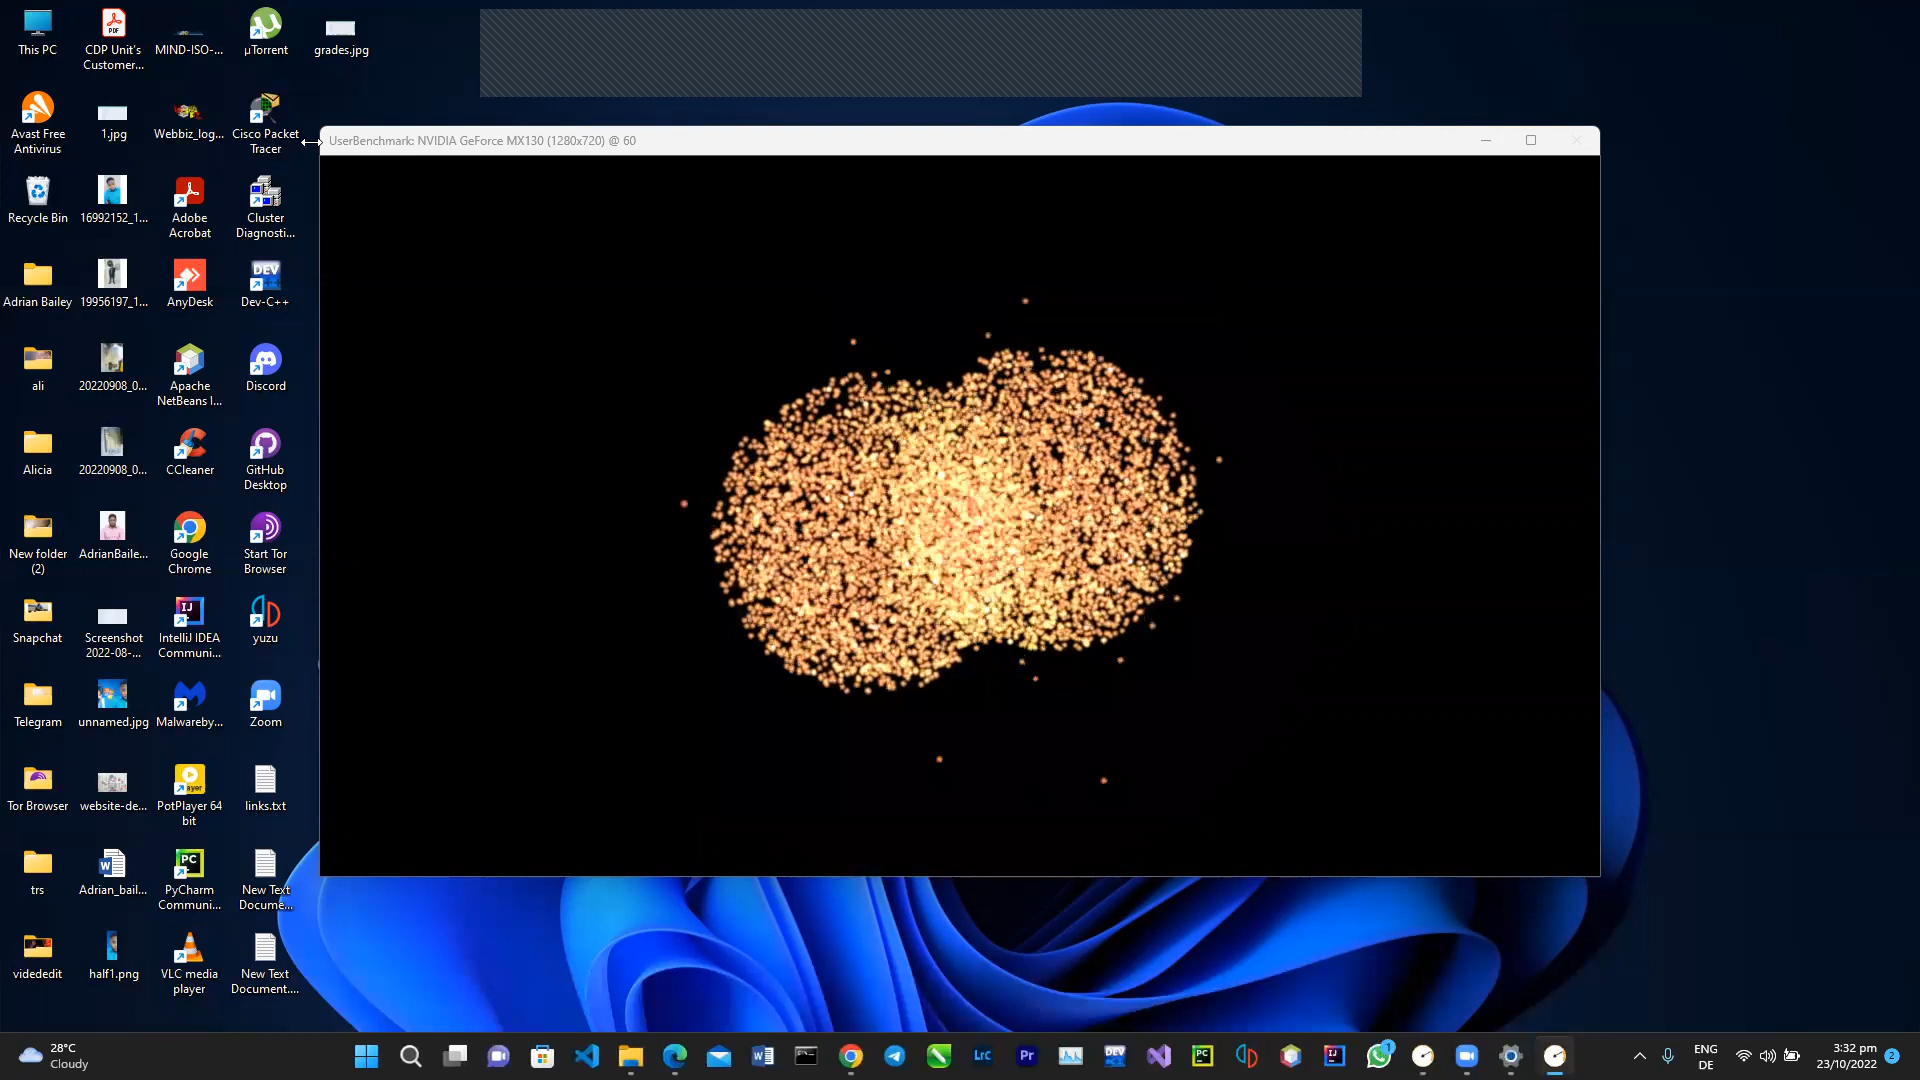 This PC
CDP Unit's
Customer...
MIND-ISO-...
µTorrent
grades.jpg
Avast Free
Antivirus
1.jpg
Webbiz_log...
Cisco Packet
Tracer
UserBenchmark: NVIDIA GeForce MX130 (1280x720) @ 60
Recycle Bin
16992152_1...
Adobe
Acrobat
Cluster
Diagnosti...
Adrian Bailey
19956197_1...
AnyDesk
Dev-C++
ali
20220908_0...
Apache
NetBeans I...
Discord
Alicia
20220908_0...
CCleaner
GitHub
Desktop
New folder
(2)
AdrianBaile...
Google
Chrome
Start Tor
Browser
Snapchat
Screenshot
2022-08-...
IntelliJ IDEA
Communi...
yuzu
Telegram
unnamed.jpg
Malwareby...
Zoom
Tor Browser
website-de...
PotPlayer 64
bit
links.txt
trs
Adrian_bail...
PyCharm
Communi...
New Text
Docume...
videdit
half1.png
VLC media
player
New Text
Document....
28°C
Cloudy
ENG
DE
3:32 pm
23/10/2022
2